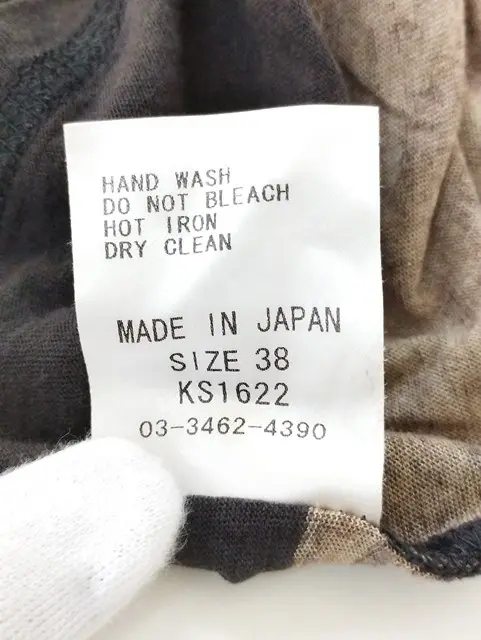 HAND WASH
DO NOT BLEACH
HOT IRON
DRY CLEAN
MADE IN JAPAN
SIZE 38
KS1622
03-3462-4390